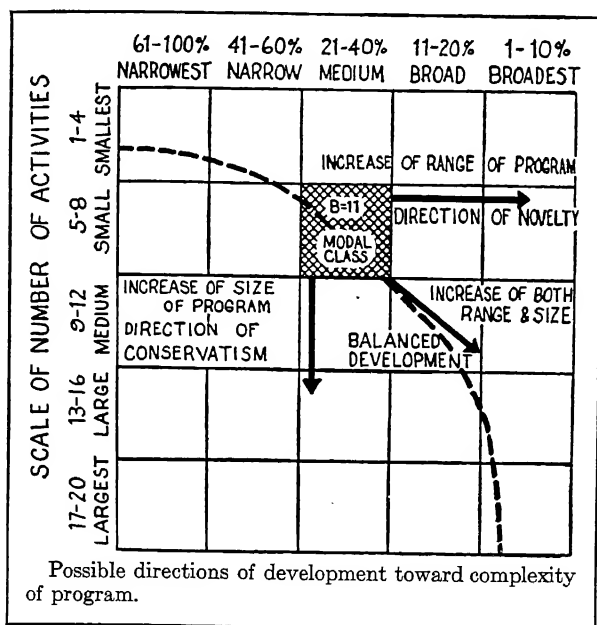 61-100% 41-60% 21-40% 11-20% 1-10%
NARROWEST NARROW MEDIUM BROAD BROADEST
SCALE OF NUMBER OF ACTIVITIES
1-4
SMALLEST
5-8
SMALL
9-12
MEDIUM
13-16
LARGE
17-20
LARGEST
INCREASE OF RANGE OF PROGRAM
DIRECTION OF NOVELTY
B=11
MODAL
CLASS
INCREASE OF SIZE
OF PROGRAM
DIRECTION OF
CONSERVATISM
INCREASE OF BOTH
RANGE & SIZE
BALANCED
DEVELOPMENT
Possible directions of development toward complexity
of program.